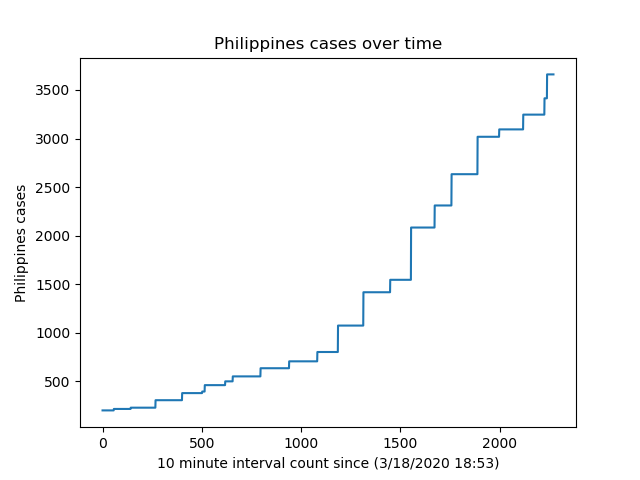 Philippines cases over time
Philippines cases
3500
3000
2500
2000
1500
1000
500
0 500 1000 1500 2000
10 minute interval count since (3/18/2020 18:53)